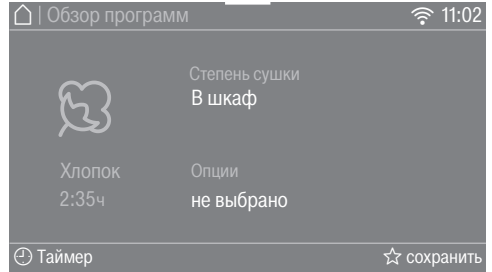 | Обзор программ 11:02
Степень сушки
В шкаф
Хлопок
2:35ч
Опции
не выбрано
Таймер сохранить